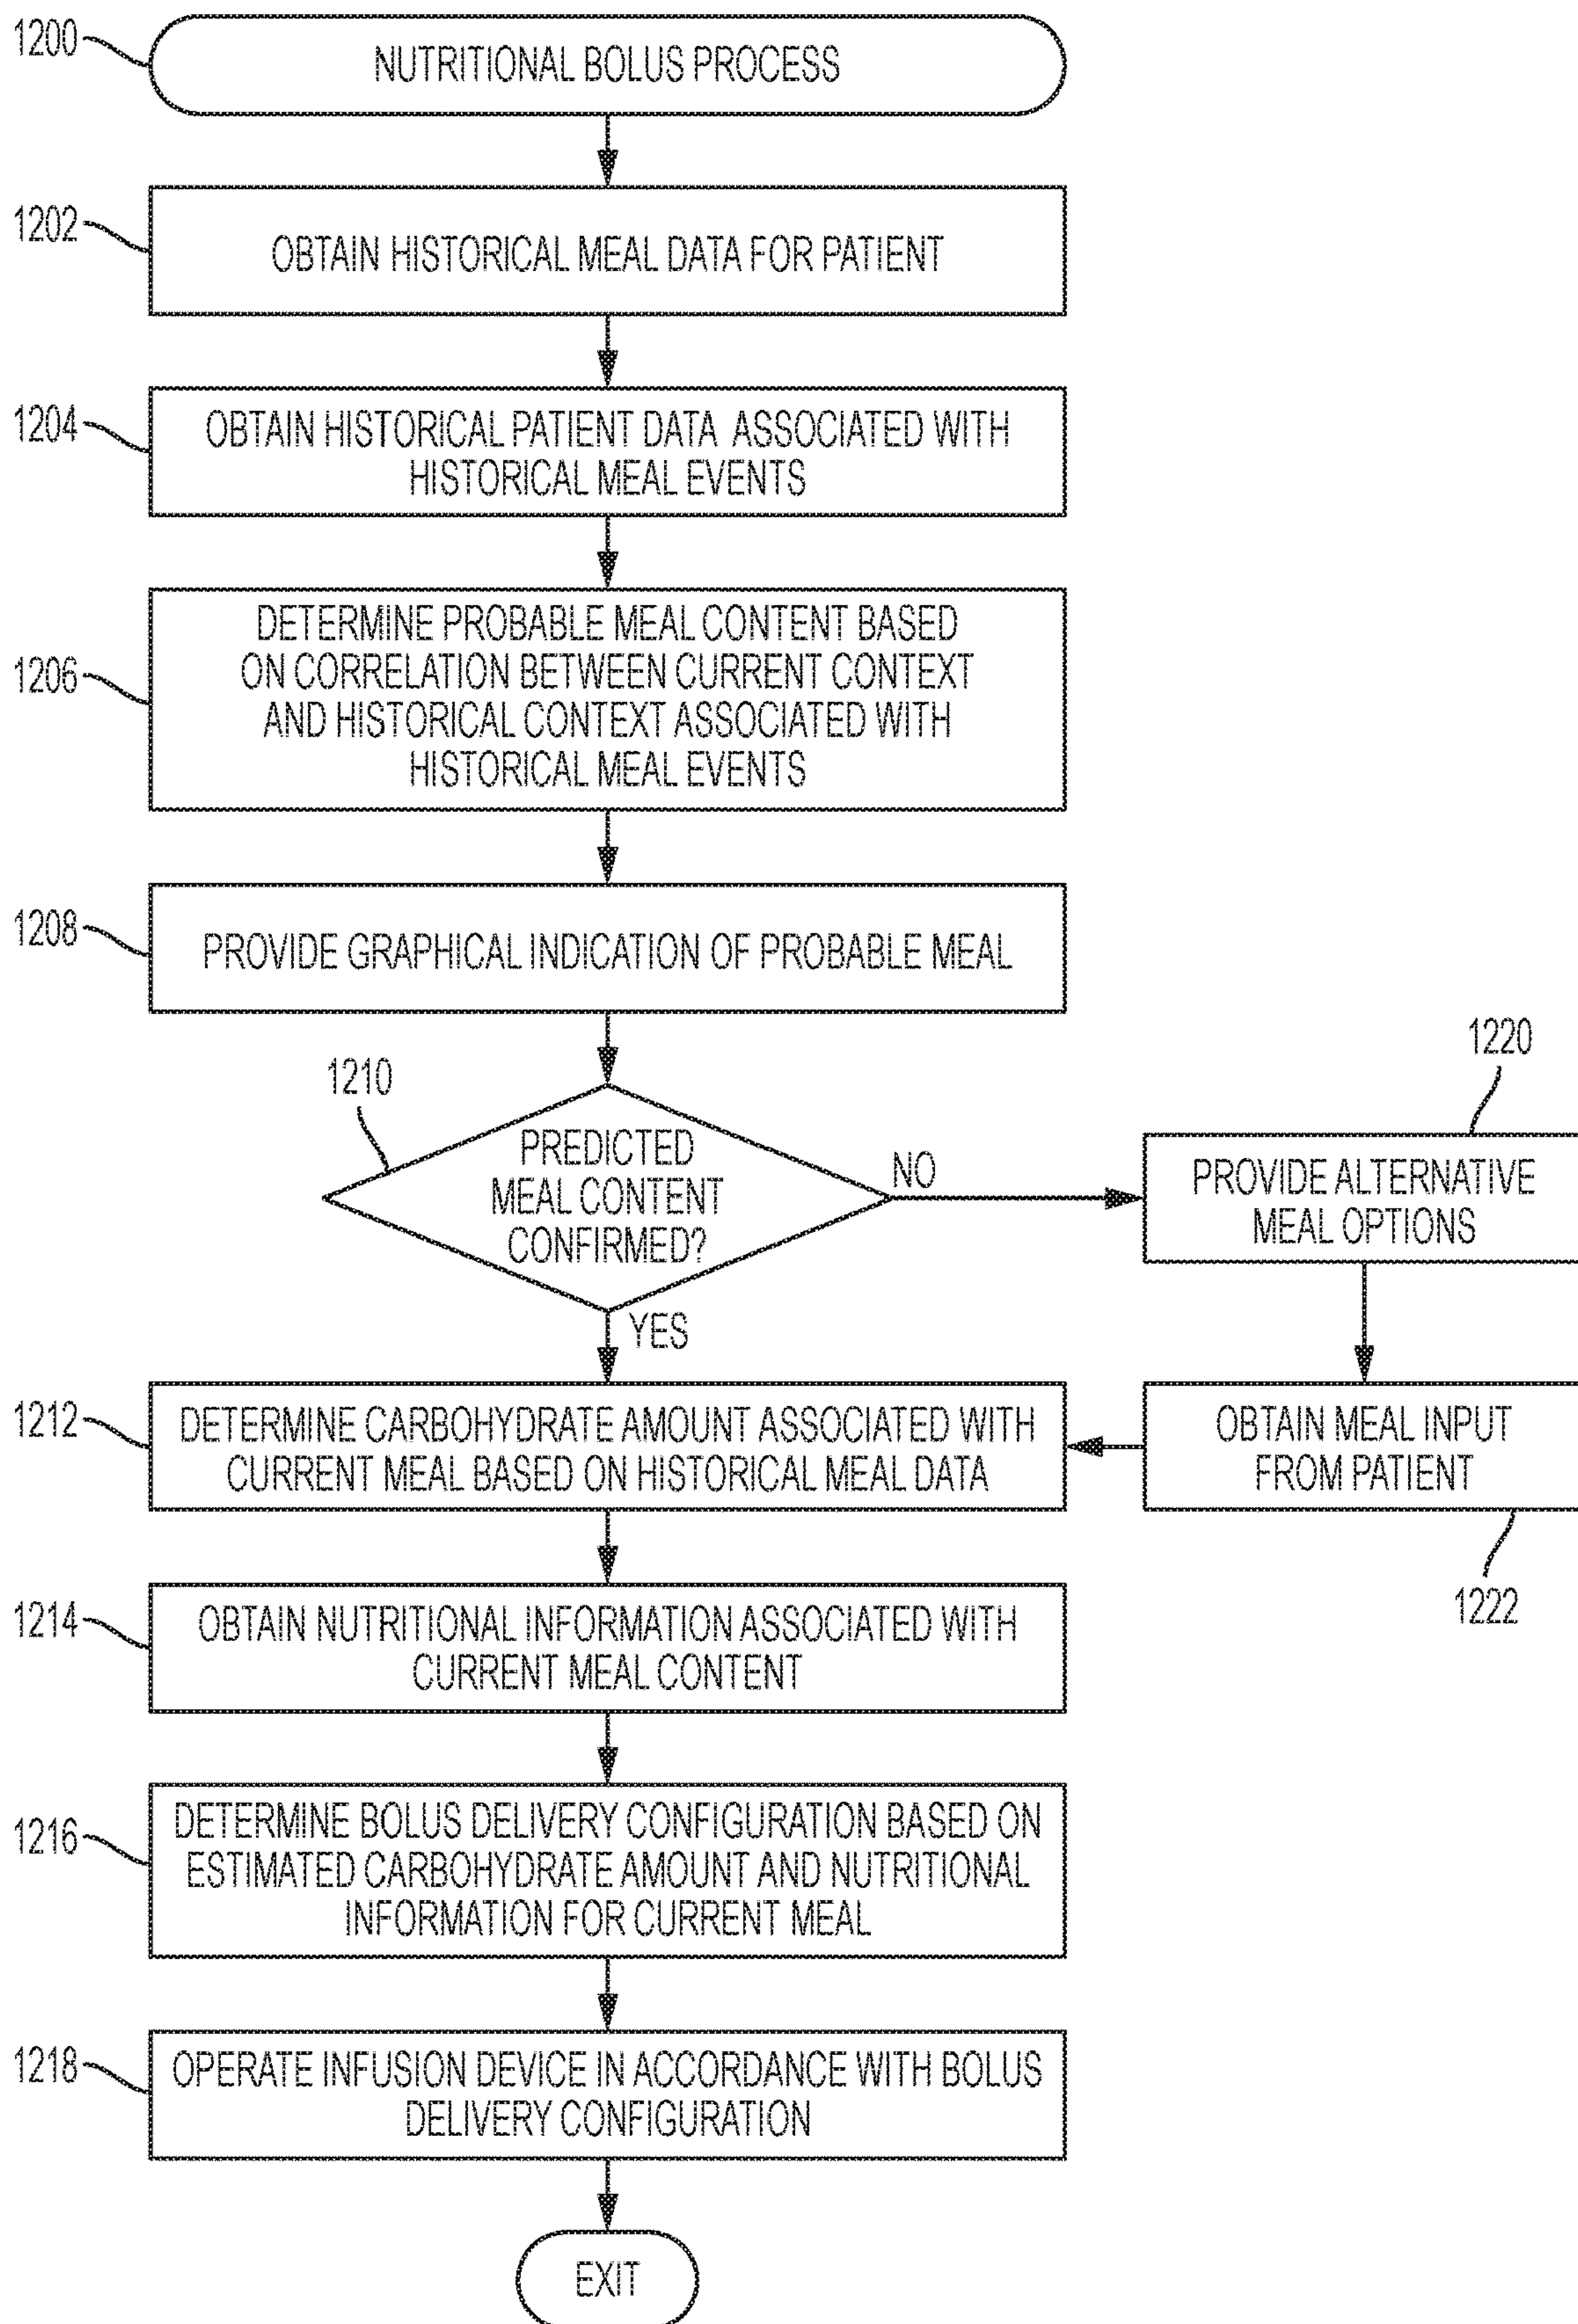 1200
NUTRITIONAL BOLUS PROCESS
1202
OBTAIN HISTORICAL MEAL DATA FOR PATIENT
1204
OBTAIN HISTORICAL PATIENT DATA ASSOCIATED WITH
HISTORICAL MEAL EVENTS
1206
DETERMINE PROBABLE MEAL CONTENT BASED
ON CORRELATION BETWEEN CURRENT CONTEXT
AND HISTORICAL CONTEXT ASSOCIATED WITH
HISTORICAL MEAL EVENTS
1208
PROVIDE GRAPHICAL INDICATION OF PROBABLE MEAL
1210
PREDICTED
MEAL CONTENT
CONFIRMED?
NO
YES
1220
PROVIDE ALTERNATIVE
MEAL OPTIONS
1212
DETERMINE CARBOHYDRATE AMOUNT ASSOCIATED WITH
CURRENT MEAL BASED ON HISTORICAL MEAL DATA
OBTAIN MEAL INPUT
FROM PATIENT
1222
1214
OBTAIN NUTRITIONAL INFORMATION ASSOCIATED WITH
CURRENT MEAL CONTENT
1216
DETERMINE BOLUS DELIVERY CONFIGURATION BASED ON
ESTIMATED CARBOHYDRATE AMOUNT AND NUTRITIONAL
INFORMATION FOR CURRENT MEAL
1218
OPERATE INFUSION DEVICE IN ACCORDANCE WITH BOLUS
DELIVERY CONFIGURATION
EXIT